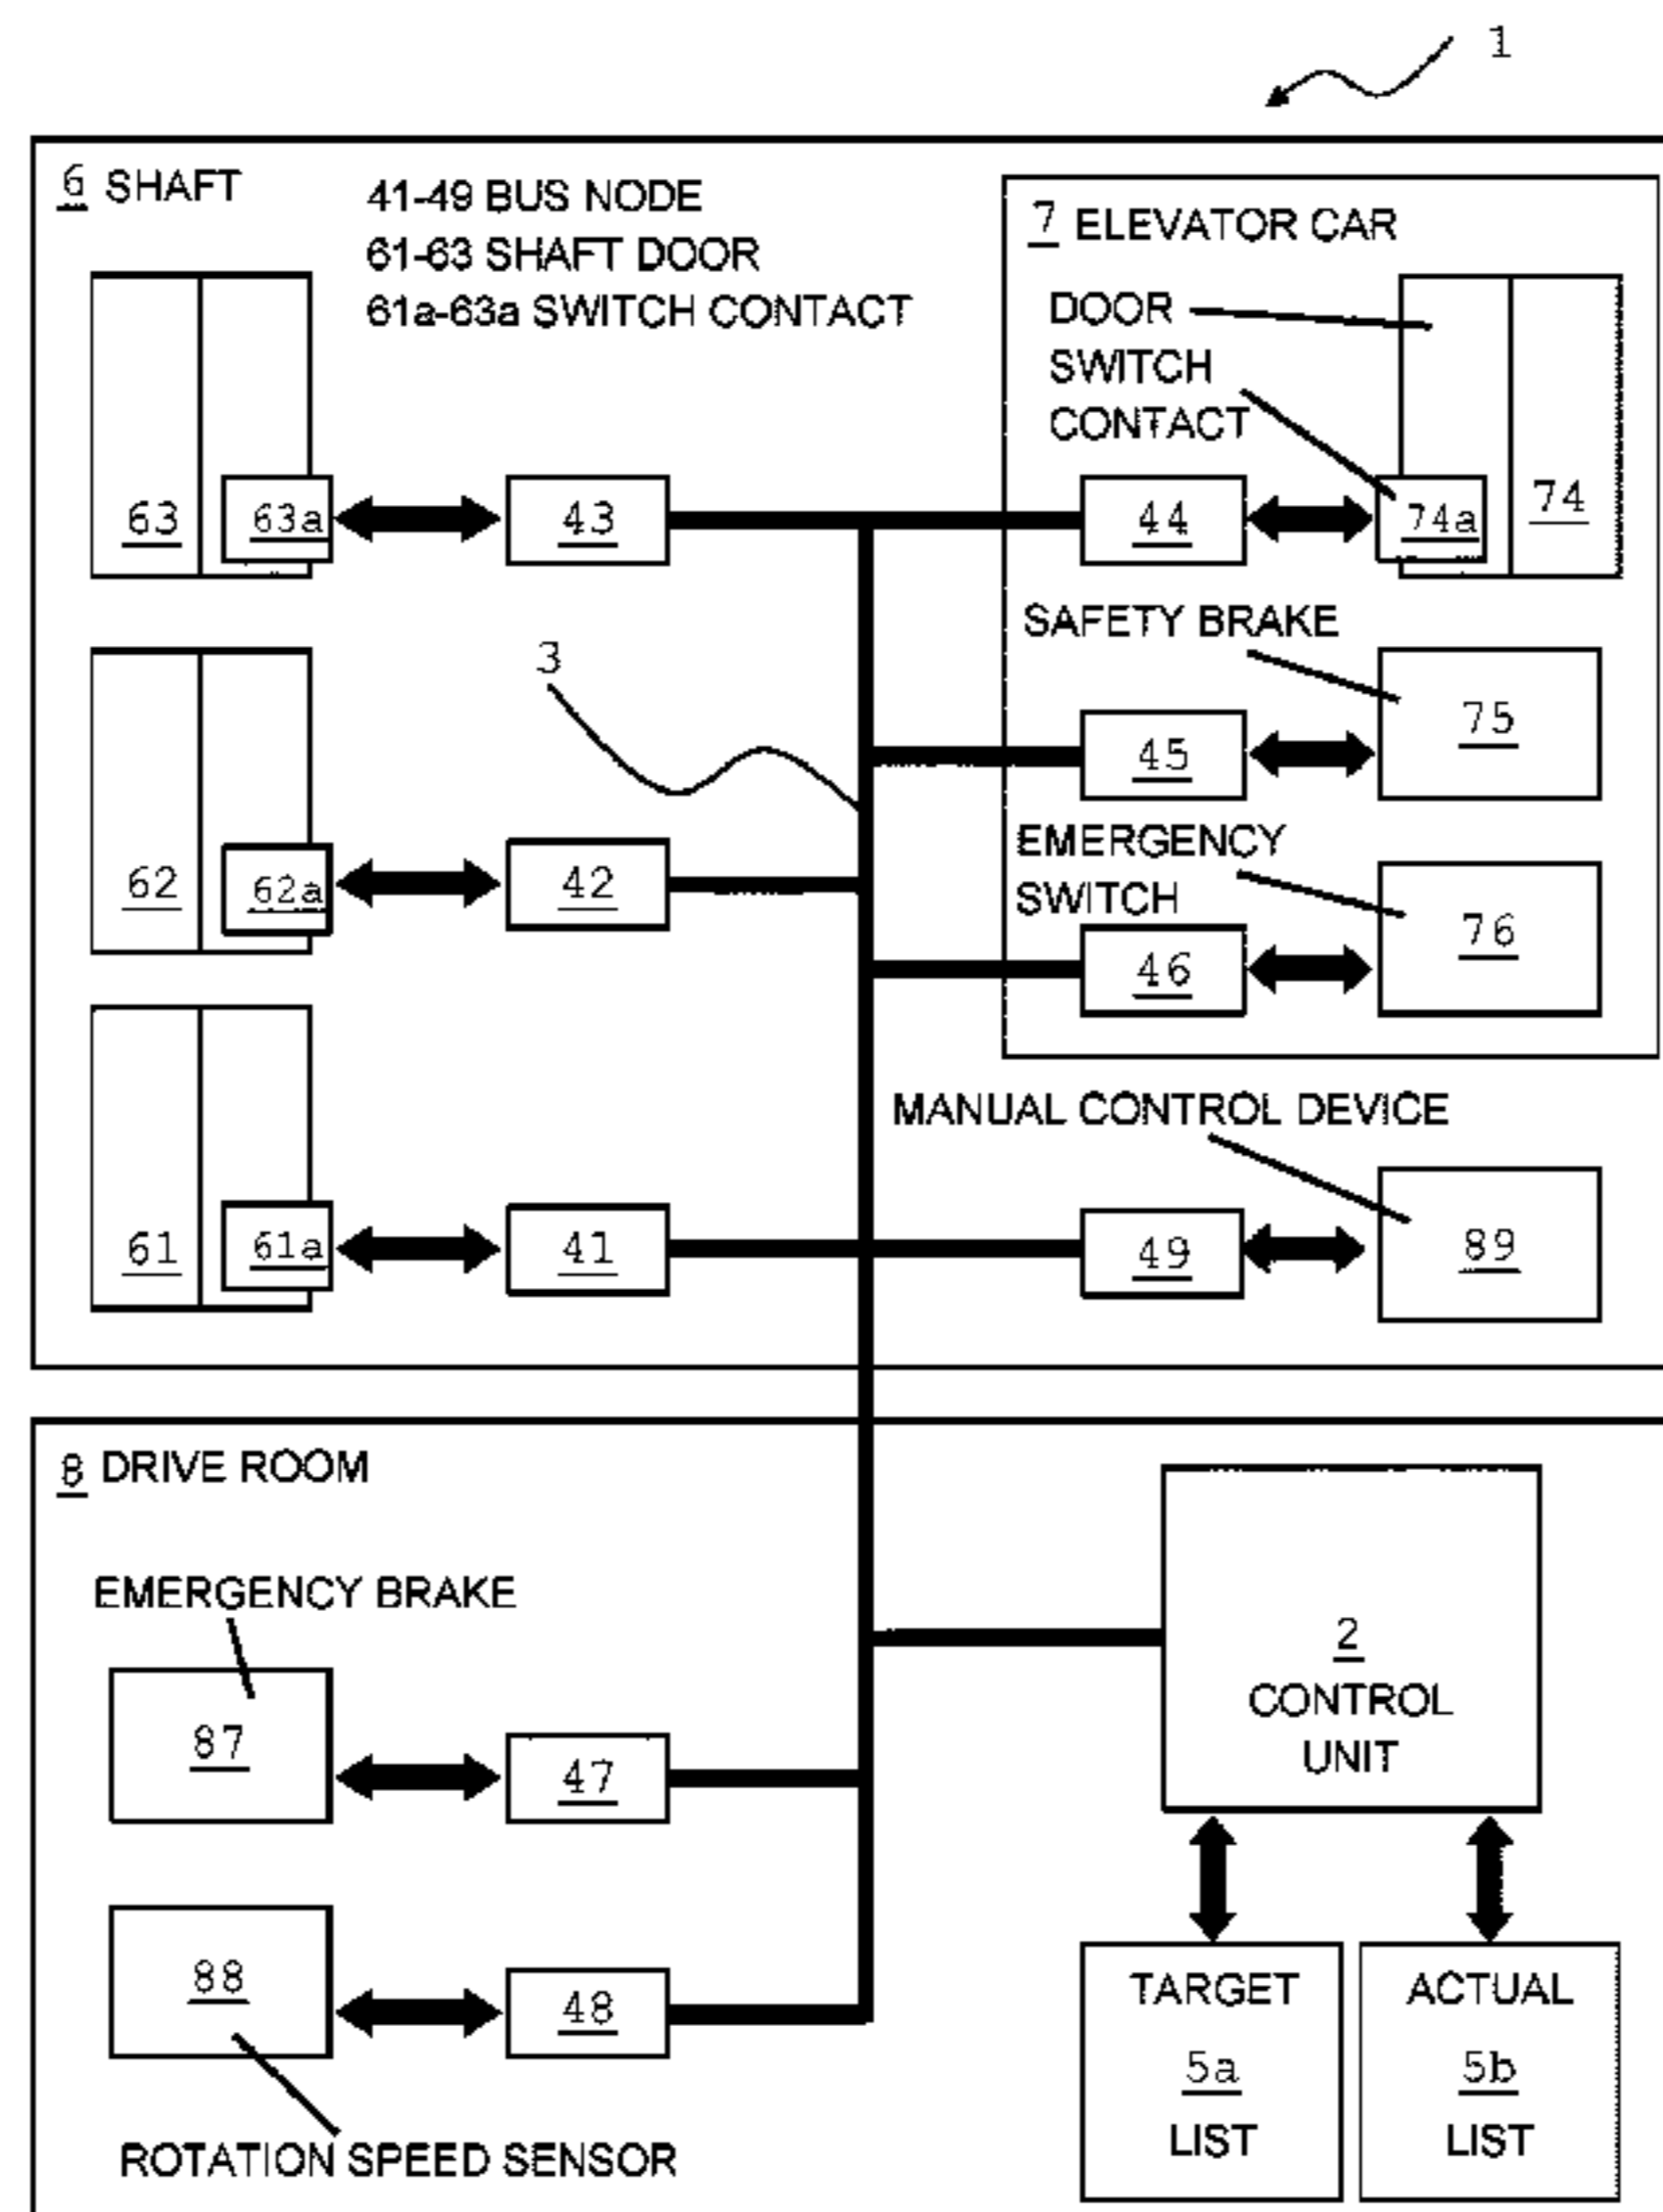 1
6 SHAFT
41-49 BUS NODE
61-63 SHAFT DOOR
61a-63a SWITCH CONTACT
7 ELEVATOR CAR
DOOR
SWITCH
CONTACT
63
63a
43
44
74a
74
SAFETY BRAKE
3
45
75
62
62a
42
EMERGENCY
SWITCH
46
76
MANUAL CONTROL DEVICE
61
61a
41
49
89
8 DRIVE ROOM
EMERGENCY BRAKE
87
47
2
CONTROL
UNIT
88
48
ROTATION SPEED SENSOR
TARGET
5a
LIST
ACTUAL
5b
LIST